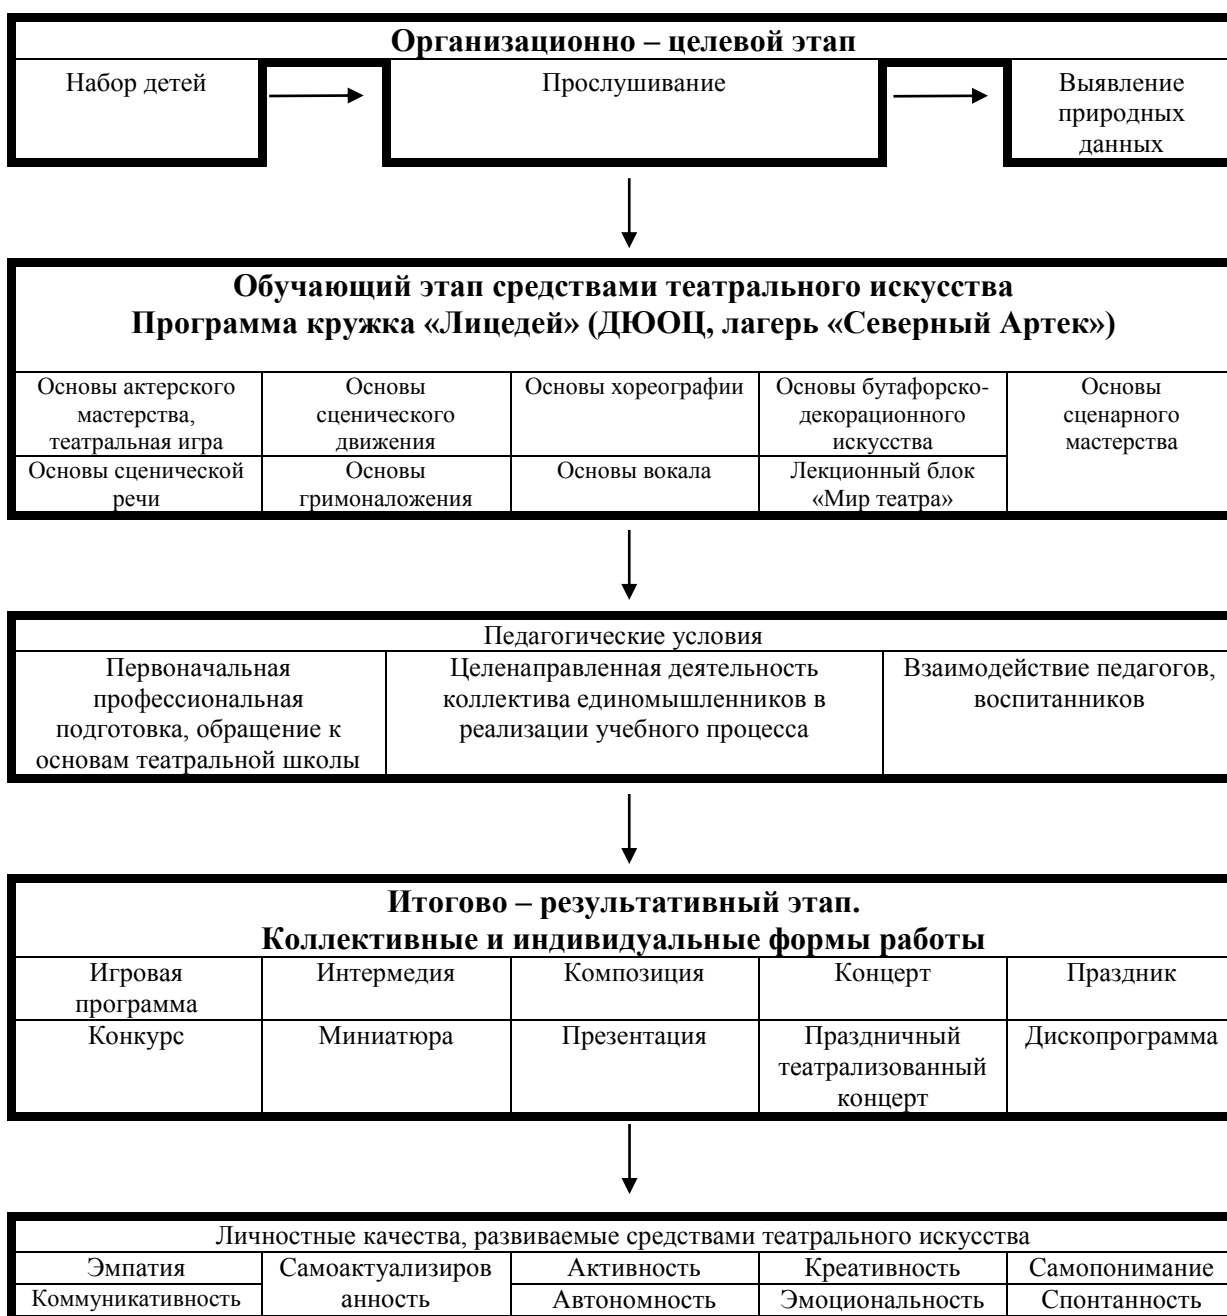 Организационно – целевой этап
Набор детей
Прослушивание
Выявление
природных
данных
Обучающий этап средствами театрального искусства
Программа кружка «Лицедей» (ДЮООЦ, лагерь «Северный Артек»)
Основы актерского
мастерства,
театральная игра
Основы
сценического
движения
Основы хореографии
Основы бутафорско-
декорационного
искусства
Основы
сценарного
мастерства
Основы сценической
речи
Основы
гримоналожения
Основы вокала
Лекционный блок
«Мир театра»
Педагогические условия
Первоначальная
профессиональная
подготовка, обращение к
основам театральной школы
Целенаправленная деятельность
коллектива единомышленников в
реализации учебного процесса
Взаимодействие педагогов,
воспитанников
Итогово – результативный этап.
Коллективные и индивидуальные формы работы
Игровая
программа
Интермедия
Композиция
Концерт
Праздник
Конкурс
Миниатюра
Презентация
Праздничный
театрализованный
концерт
Дископрограмма
Личностные качества, развиваемые средствами театрального искусства
Эмпатия
Самоактуализиров
анность
Активность
Креативность
Самопонимание
Коммуникативность
Автономность
Эмоциональность
Спонтанность